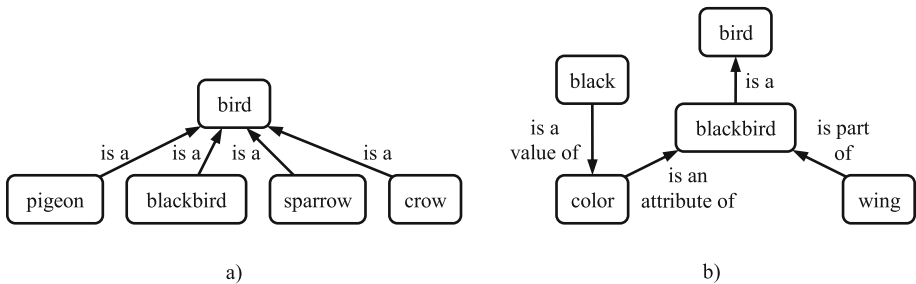 bird
is a
is a
is a
is a
pigeon
blackbird
sparrow
crow
a)
bird
black
is a
blackbird
is a
value of
is part
of
is an
attribute of
color
wing
b)